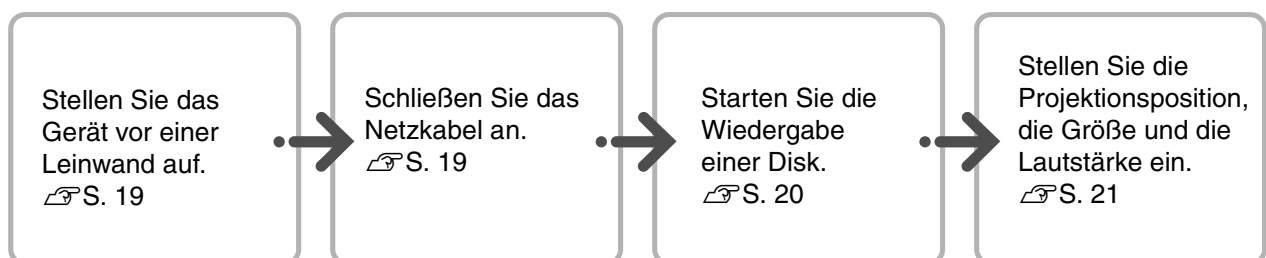 Stellen Sie das
Gerät vor einer
Leinwand auf.
☞S. 19
Schließen Sie das
Netzkabel an.
☞S. 19
Starten Sie die
Wiedergabe
einer Disk.
☞S. 20
Stellen Sie die
Projektionsposition,
die Größe und die
Lautstärke ein.
☞S. 21